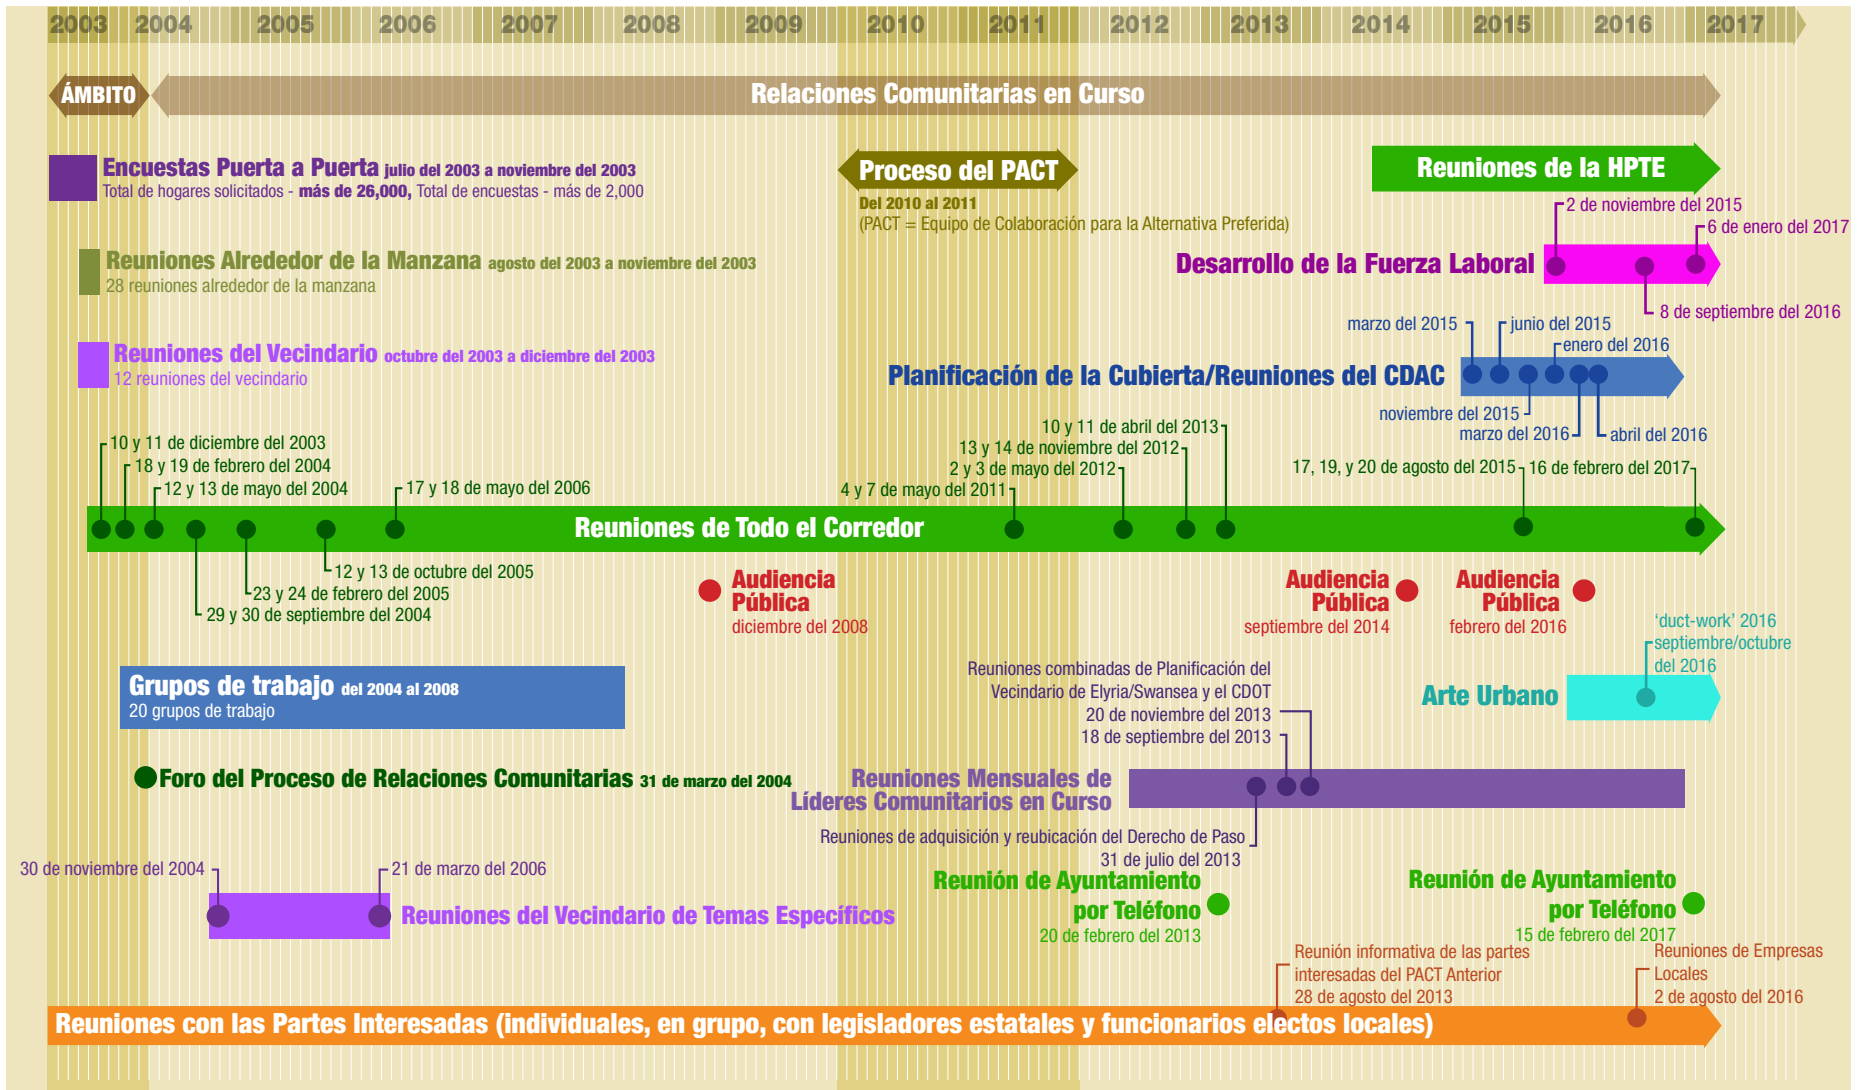 2003 2004 2005 2006 2007 2008 2009 2010 2011 2012 2013 2014 2015 2016 2017
ÁMBITO
Relaciones Comunitarias en Curso
Encuestas Puerta a Puerta julio del 2003 a noviembre del 2003
Total de hogares solicitados - más de 26,000, Total de encuestas - más de 2,000
Proceso del PACT
Del 2010 al 2011
(PACT = Equipo de Colaboración para la Alternativa Preferida)
Reuniones de la HPTE
2 de noviembre del 2015
6 de enero del 2017
Reuniones Alrededor de la Manzana agosto del 2003 a noviembre del 2003
28 reuniones alrededor de la manzana
Desarrollo de la Fuerza Laboral
8 de septiembre del 2016
Reuniones del Vecindario octubre del 2003 a diciembre del 2003
12 reuniones del vecindario
marzo del 2015
junio del 2015
enero del 2016
Planificación de la Cubierta/Reuniones del CDAC
noviembre del 2015
marzo del 2016
abril del 2016
10 y 11 de diciembre del 2003
18 y 19 de febrero del 2004
12 y 13 de mayo del 2004
17 y 18 de mayo del 2006
10 y 11 de abril del 2013
13 y 14 de noviembre del 2012
2 y 3 de mayo del 2012
4 y 7 de mayo del 2011
17, 19, y 20 de agosto del 2015
16 de febrero del 2017
Reuniones de Todo el Corredor
12 y 13 de octubre del 2005
23 y 24 de febrero del 2005
29 y 30 de septiembre del 2004
Audiencia
Pública
diciembre del 2008
Audiencia
Pública
septiembre del 2014
Audiencia
Pública
febrero del 2016
'duct-work' 2016
septiembre/octubre
del 2016
Arte Urbano
Grupos de trabajo del 2004 al 2008
20 grupos de trabajo
Reuniones combinadas de Planificación del
Vecindario de Elyria/Swansea y el CDOT
20 de noviembre del 2013
18 de septiembre del 2013
Foro del Proceso de Relaciones Comunitarias 31 de marzo del 2004
Reuniones Mensuales de
Líderes Comunitarios en Curso
Reuniones de adquisición y reubicación del Derecho de Paso
31 de julio del 2013
30 de noviembre del 2004
21 de marzo del 2006
Reuniones del Vecindario de Temas Específicos
Reunión de Ayuntamiento
por Teléfono
20 de febrero del 2013
Reunión de Ayuntamiento
por Teléfono
15 de febrero del 2017
Reunión informativa de las partes
interesadas del PACT Anterior
28 de agosto del 2013
Reuniones de Empresas
Locales
2 de agosto del 2016
Reuniones con las Partes Interesadas (individuales, en grupo, con legisladores estatales y funcionarios electos locales)